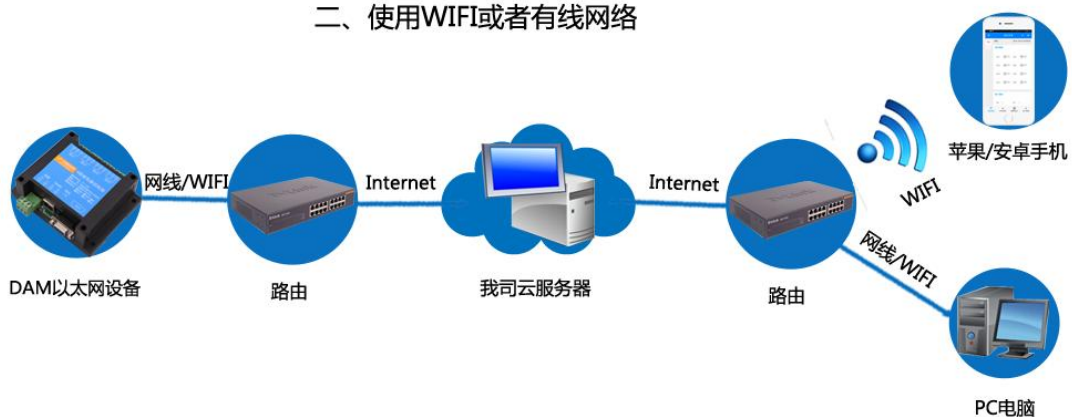 二、使用WIFI或者有线网络
DAM以太网设备
网线/WIFI
路由
Internet
我司云服务器
Internet
路由
WIFI
苹果/安卓手机
网线/WIFI
PC电脑